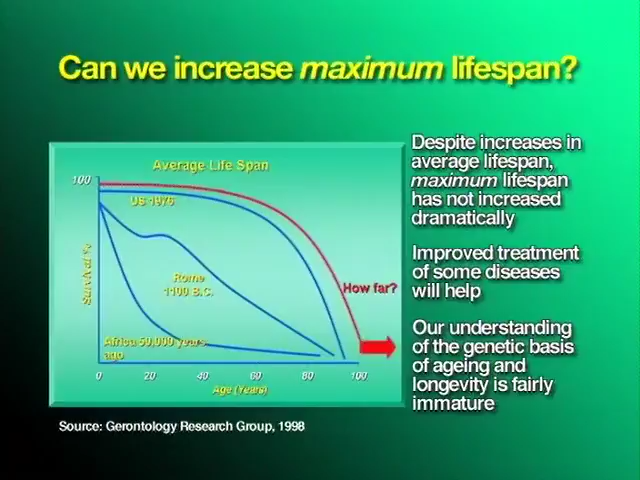 Can we increase maximum lifespan?
Average Life Span
100
US 1975
Survival %
Rome
1100 B.C.
How far?
Africa 50,000 years
ago
0 20 40 60 80 100
Age (Years)
Despite increases in
average lifespan,
maximum lifespan
has not increased
dramatically
Improved treatment
of some diseases
will help
Our understanding
of the genetic basis
of ageing and
longevity is fairly
immature
Source: Gerontology Research Group, 1998